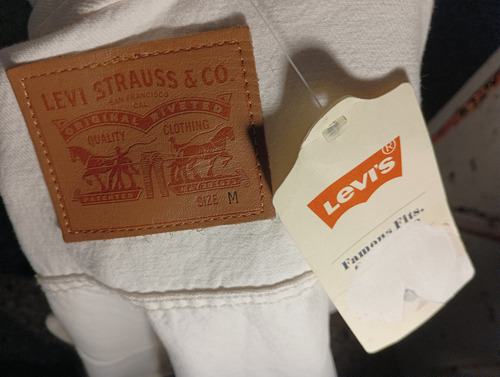 LEVI STRAUSS & CO.
SAN FRANCISCO
CAL.
ORIGINAL RIVETED
QUALITY CLOTHING
SIZE M
Levi's®
Famous Fits.